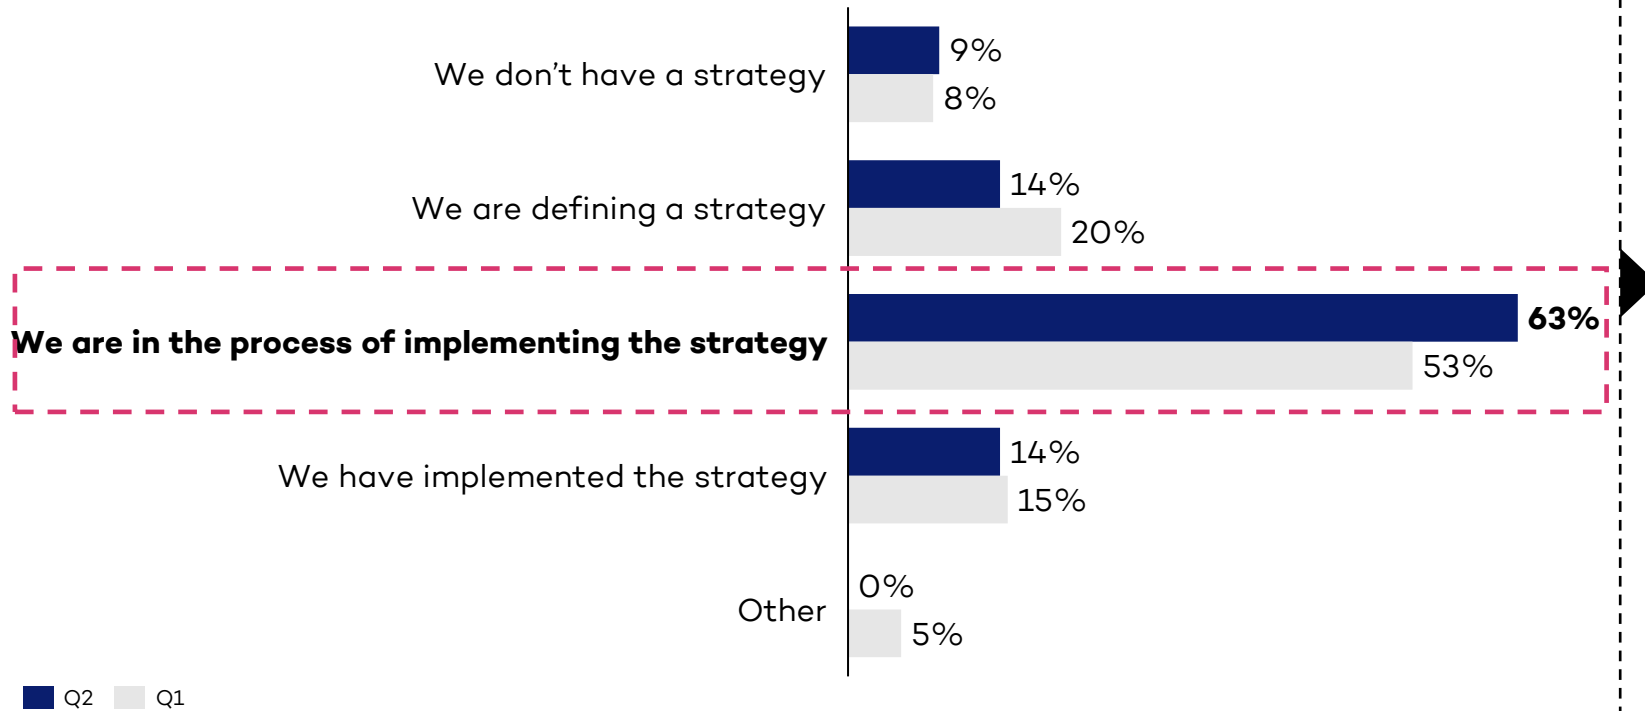 We don’t have a strategy
9%
8%
We are defining a strategy
14%
20%
We are in the process of implementing the strategy
63%
53%
We have implemented the strategy
14%
15%
Other
0%
5%
Q2 Q1